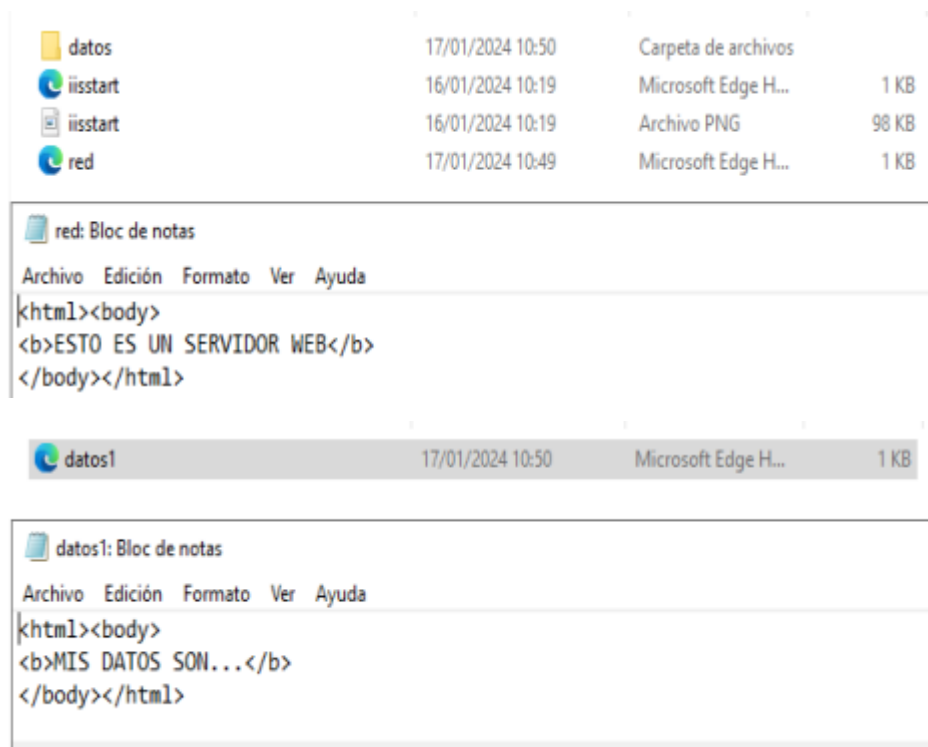 datos 17/01/2024 10:50 Carpeta de archivos
iisstart 16/01/2024 10:19 Microsoft Edge H... 1 KB
iisstart 16/01/2024 10:19 Archivo PNG 98 KB
red 17/01/2024 10:49 Microsoft Edge H... 1 KB
red: Bloc de notas
Archivo Edición Formato Ver Ayuda
<html><body>
<b>ESTO ES UN SERVIDOR WEB</b>
</body></html>
datos1 17/01/2024 10:50 Microsoft Edge H... 1 KB
datos1: Bloc de notas
Archivo Edición Formato Ver Ayuda
<html><body>
<b>MIS DATOS SON...</b>
</body></html>